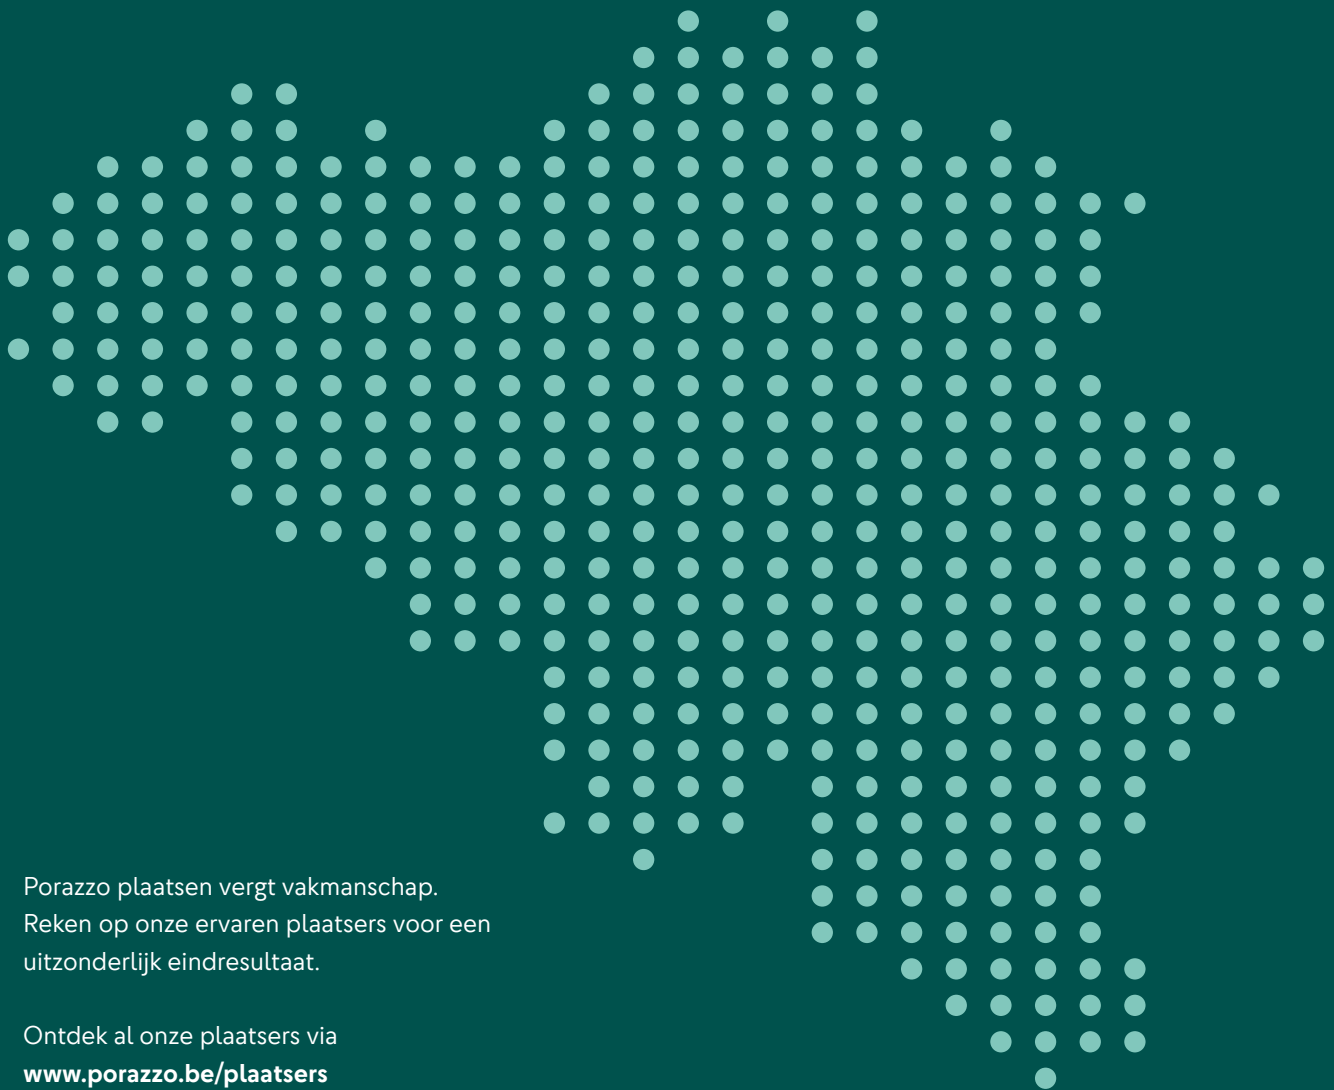 Porazzo plaatsen vergt vakmanschap.
Reken op onze ervaren plaatsers voor een
uitzonderlijk eindresultaat.
Ontdek al onze plaatsers via
www.porazzo.be/plaatsers